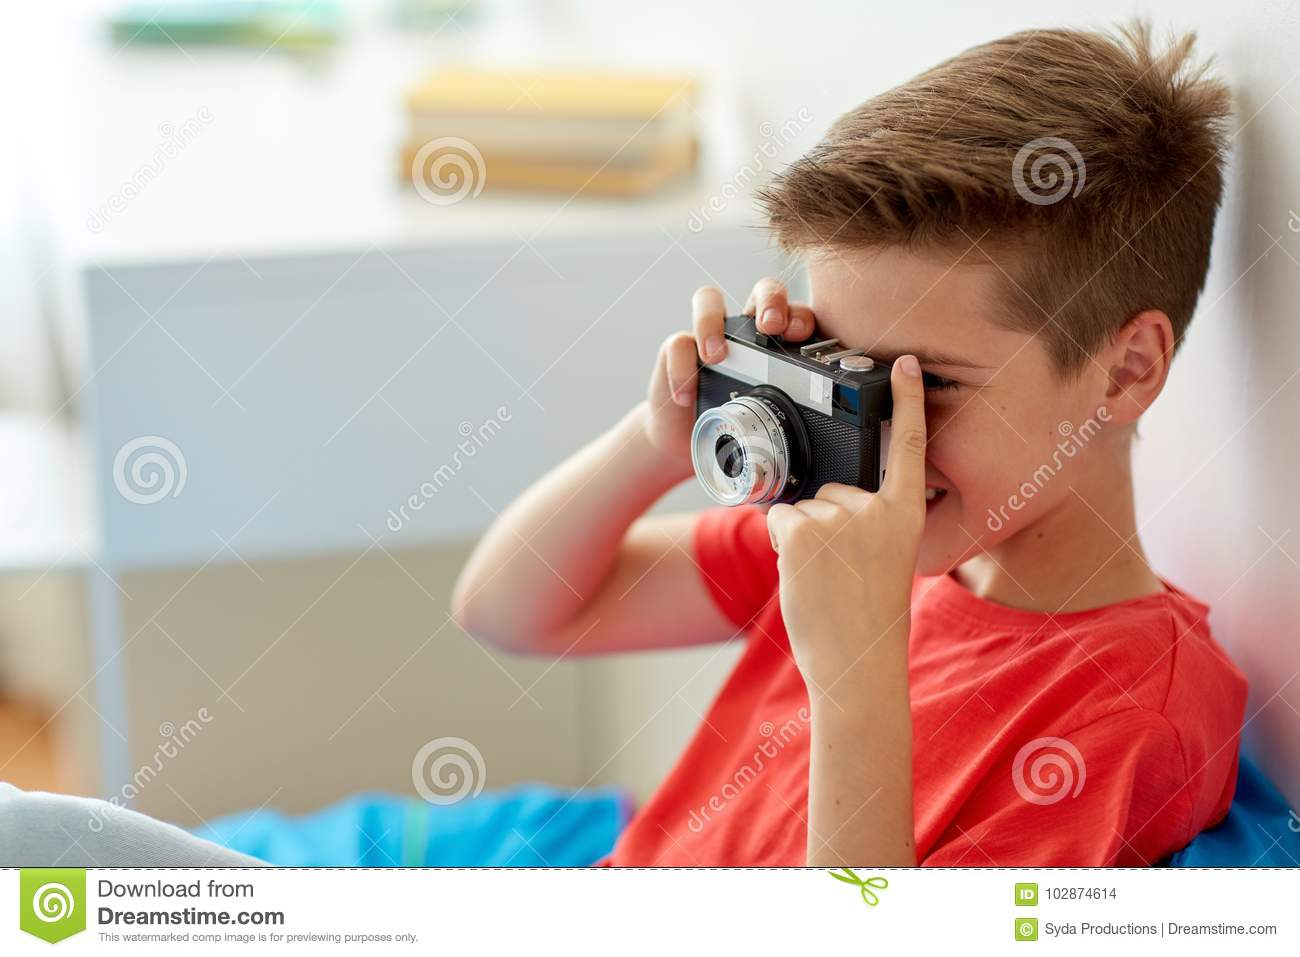 dreamstime
dreamstime
dreamstime
dreamstime
dreamstime
dreamstime
dreamstime
Download from
Dreamstime.com
This watermarked comp image is for previewing purposes only.
ID 102874614
© Syda Productions | Dreamstime.com